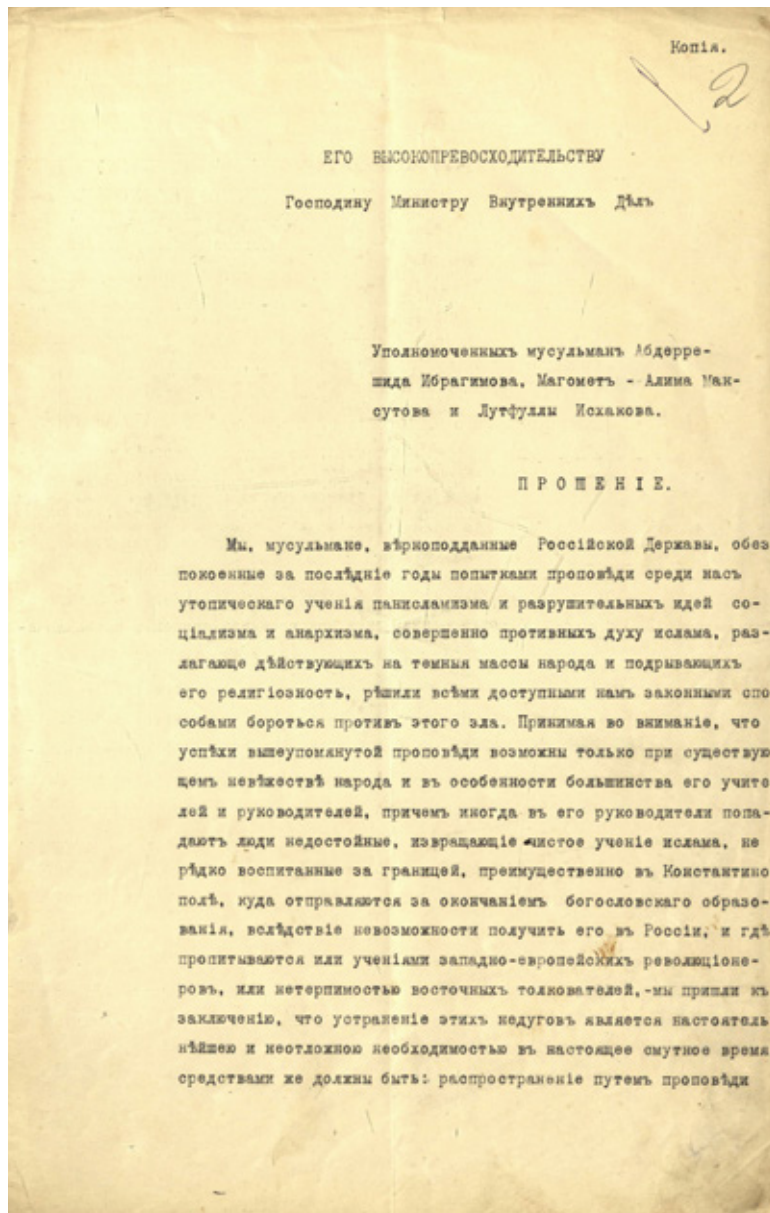 Копія.
2
ЕГО ВЫСОКОПРЕВОСХОДИТЕЛЬСТВУ
Господину Министру Внутреннихъ Дѣлъ
Уполномоченныхъ мусульманъ Абдерре-
шида Ибрагимова, Магометъ - Алима Мак-
сутова и Лутфуллы Исхакова.
ПРОШЕНІЕ.
Мы, мусульмане, вѣрноподданные Россійской Державы, обез
покоенные за послѣдніе годы попытками проповѣди среди насъ
утопическаго ученія панисламизма и разрушительныхъ идей со-
ціализма и анархизма, совершенно противныхъ духу ислама, раз-
лагающе дѣйствующихъ на темныя массы народа и подрывающихъ
его религіозность, рѣшили всѣми доступными намъ законными спо
собами бороться противъ этого зла. Принимая во вниманіе, что
успѣхи вышеупомянутой проповѣди возможны только при существую
щемъ невѣжествѣ народа и въ особенности большинства его учите
лей и руководителей, причемъ иногда въ его руководители попа-
даютъ люди недостойные, извращающіе чистое ученіе ислама, не
рѣдко воспитанные за границей, преимущественно въ Константино
полѣ, куда отправляются за окончаніемъ богословскаго образо-
ванія, вслѣдствіе невозможности получить его въ Россіи, и гдѣ
пропитываются или ученіями западно-европейскихъ революціоне-
ровъ, или нетерпимостью восточныхъ толкователей,-мы пришли къ
заключенію, что устраненіе этихъ недуговъ является настоятель
нѣйшею и неотложною необходимостью въ настоящее смутное время
средствами же должны быть: распространеніе путемъ проповѣди